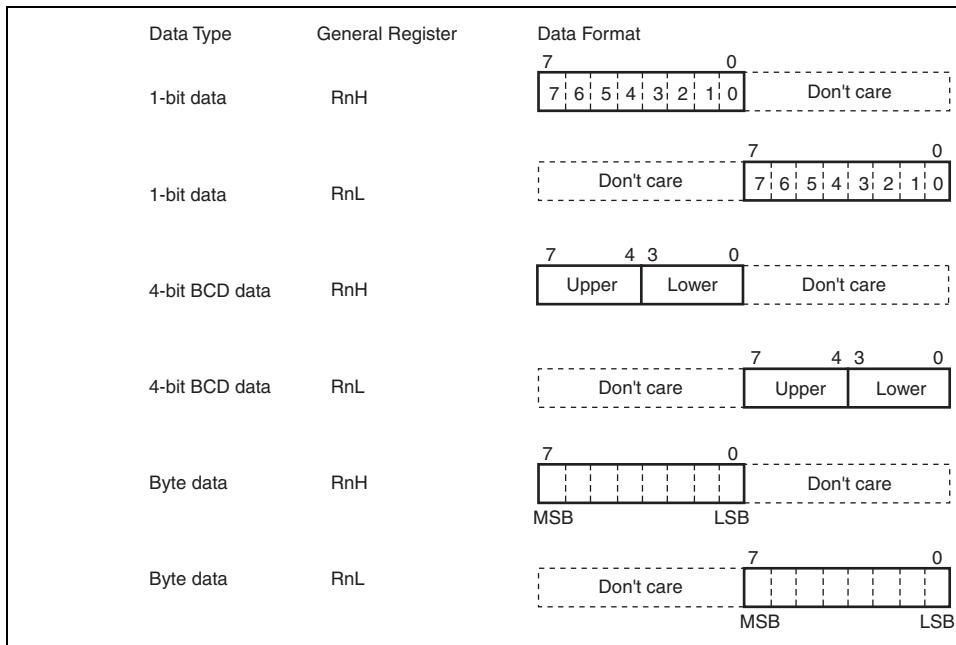 Data Type General Register Data Format
7 0
1-bit data RnH 7 6 5 4 3 2 1 0 Don't care
7 0
1-bit data RnL Don't care 7 6 5 4 3 2 1 0
7 4 3 0
4-bit BCD data RnH Upper Lower Don't care
7 4 3 0
4-bit BCD data RnL Don't care Upper Lower
7 0
Byte data RnH Don't care
MSB LSB
7 0
Byte data RnL Don't care
MSB LSB